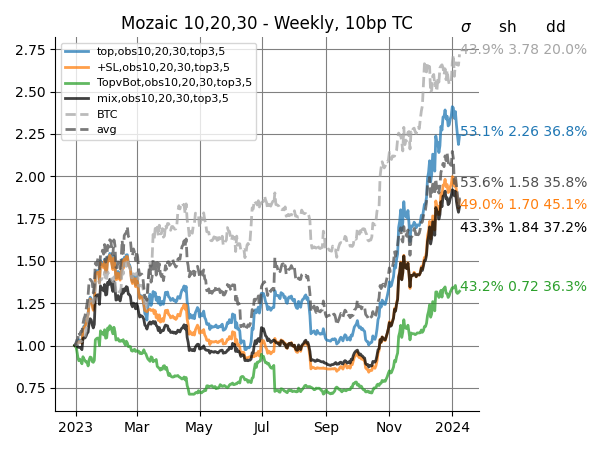 Mozaic 10,20,30 - Weekly, 10bp TC
σ sh dd
2.75
2.50
2.25
2.00
1.75
1.50
1.25
1.00
0.75
top,obs10,20,30,top3,5
+SL,obs10,20,30,top3,5
TopvBot,obs10,20,30,top3,5
mix,obs10,20,30,top3,5
BTC
avg
43.9% 3.78 20.0%
53.1% 2.26 36.8%
53.6% 1.58 35.8%
49.0% 1.70 45.1%
43.3% 1.84 37.2%
43.2% 0.72 36.3%
2023 Mar May Jul Sep Nov 2024